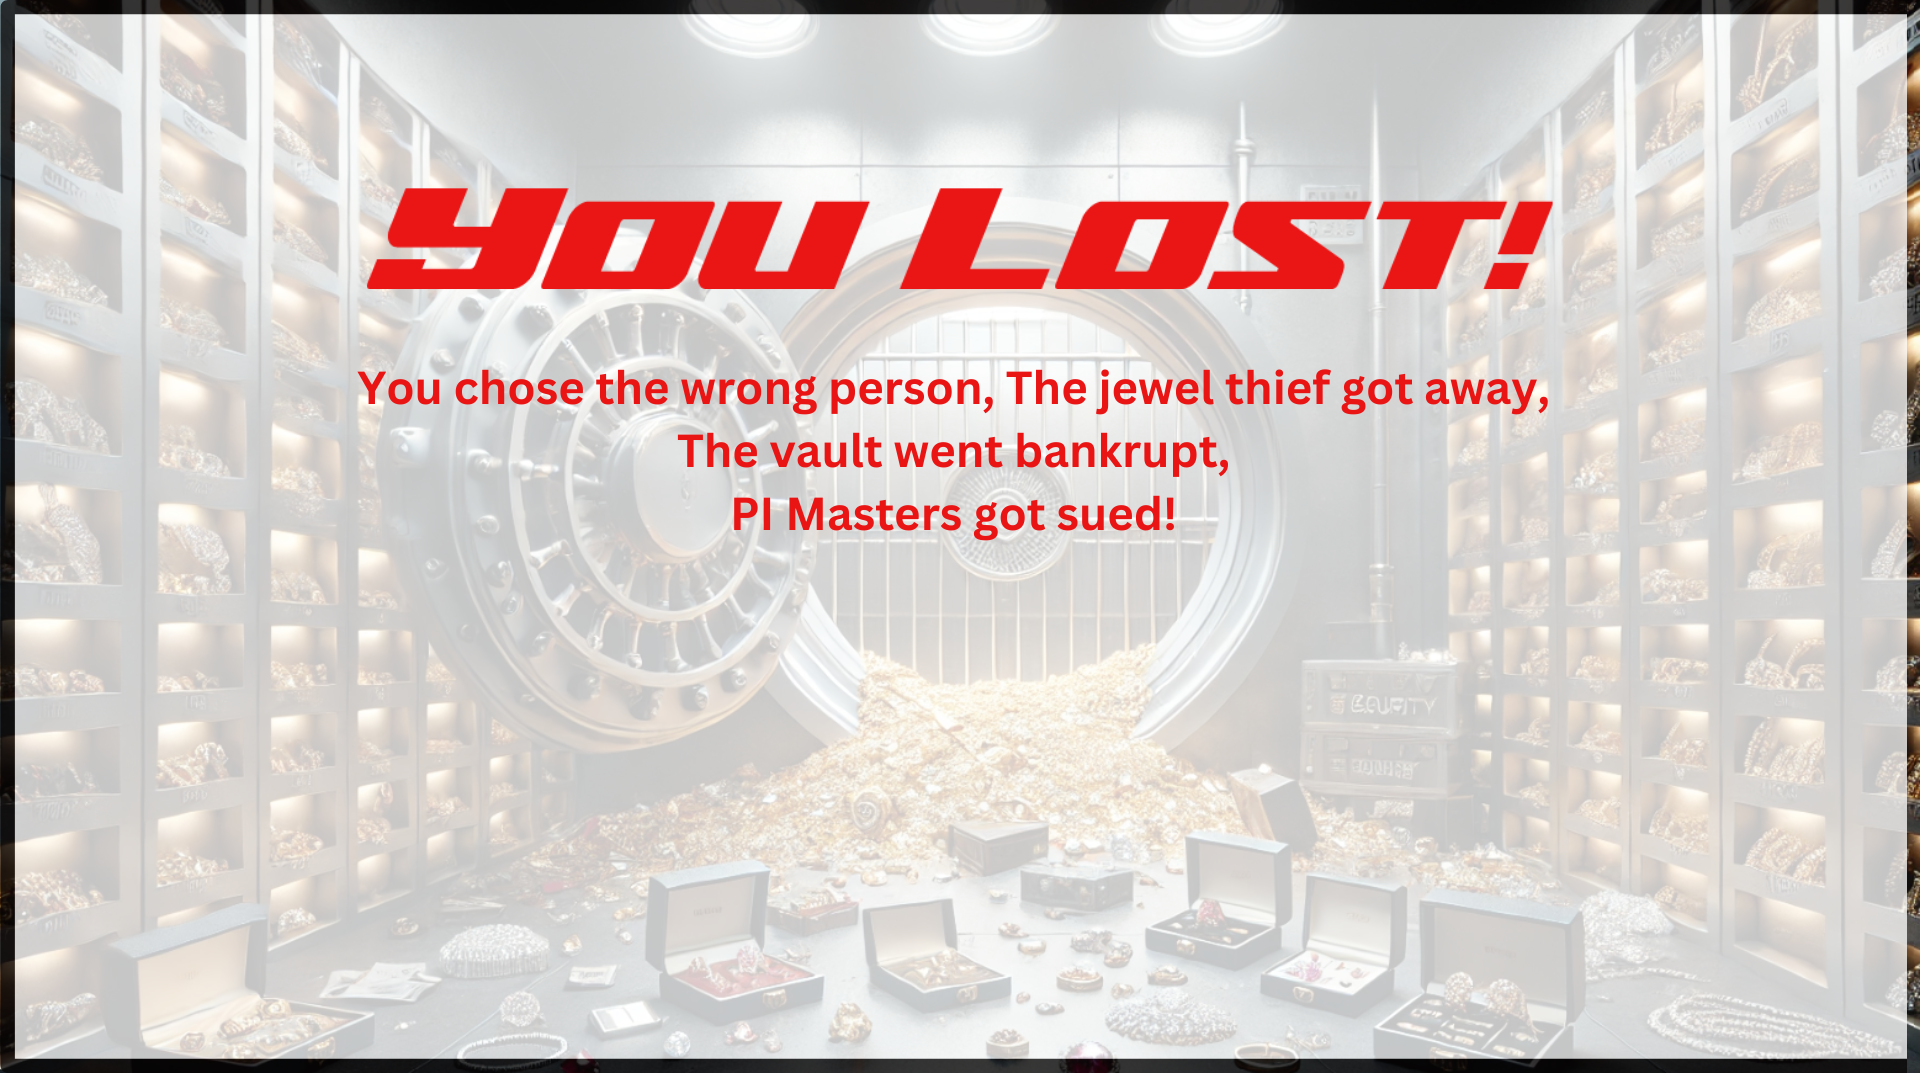 You Lost!
You chose the wrong person, The jewel thief got away,
The vault went bankrupt,
PI Masters got sued!